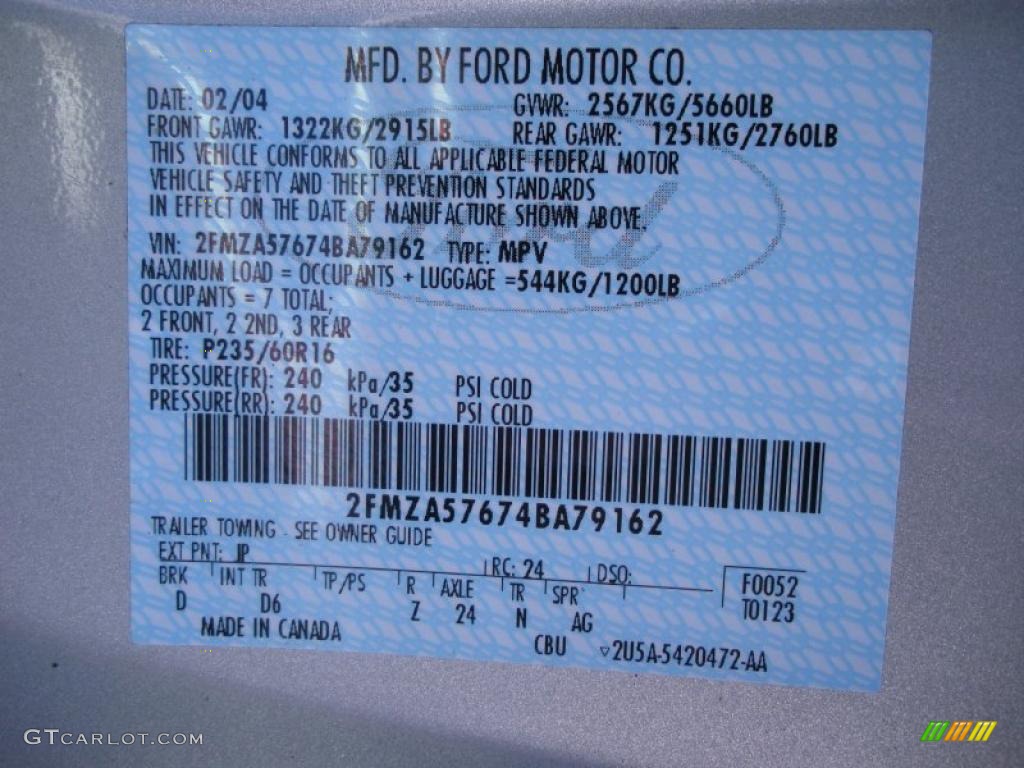 MFD. BY FORD MOTOR CO.
DATE: 02/04 GVWR: 2567KG/5660LB
FRONT GAWR: 1322KG/2915LB REAR GAWR: 1251KG/2760LB
THIS VEHICLE CONFORMS TO ALL APPLICABLE FEDERAL MOTOR
VEHICLE SAFETY AND THEFT PREVENTION STANDARDS
IN EFFECT ON THE DATE OF MANUFACTURE SHOWN ABOVE.
VIN: 2FMZA57674BA79162 TYPE: MPV
MAXIMUM LOAD = OCCUPANTS + LUGGAGE =544KG/1200LB
OCCUPANTS = 7 TOTAL;
2 FRONT, 2 2ND, 3 REAR
TIRE: P235/60R16
PRESSURE(FR): 240 kPa/35 PSI COLD
PRESSURE(RR): 240 kPa/35 PSI COLD
2FMZA57674BA79162
TRAILER TOWING - SEE OWNER GUIDE
EXT PNT: JP RC: 24 DSO:
BRK INT TR TP/PS R AXLE TR SPR F0052
D D6 Z 24 N AG T0123
MADE IN CANADA CBU ▽2U5A-5420472-AA
GTCARLOT.COM